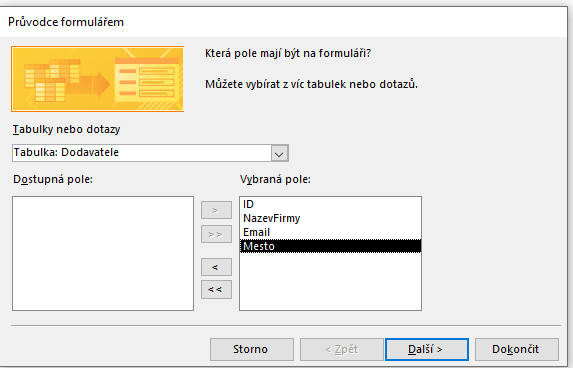 Průvodce formulářem
Která pole mají být na formuláři?
Můžete vybírat z víc tabulek nebo dotazů.
Tabulky nebo dotazy
Tabulka: Dodavatele
Dostupná pole:
Vybraná pole:
>
>>
<
<<
ID
NazevFirmy
Email
Mesto
Storno
< Zpět
Další >
Dokončit